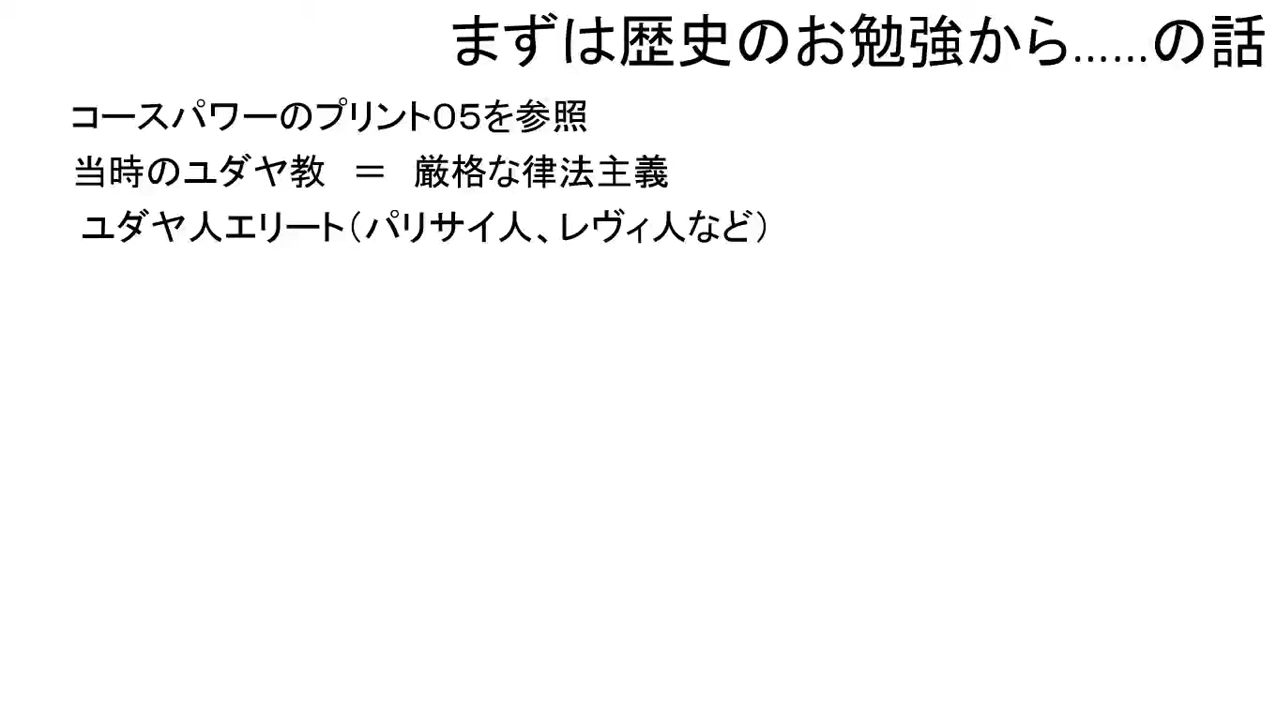 まずは歴史のお勉強から……の話
コースパワーのプリント０５を参照
当時のユダヤ教　＝　厳格な律法主義
ユダヤ人エリート（パリサイ人、レヴィ人など）